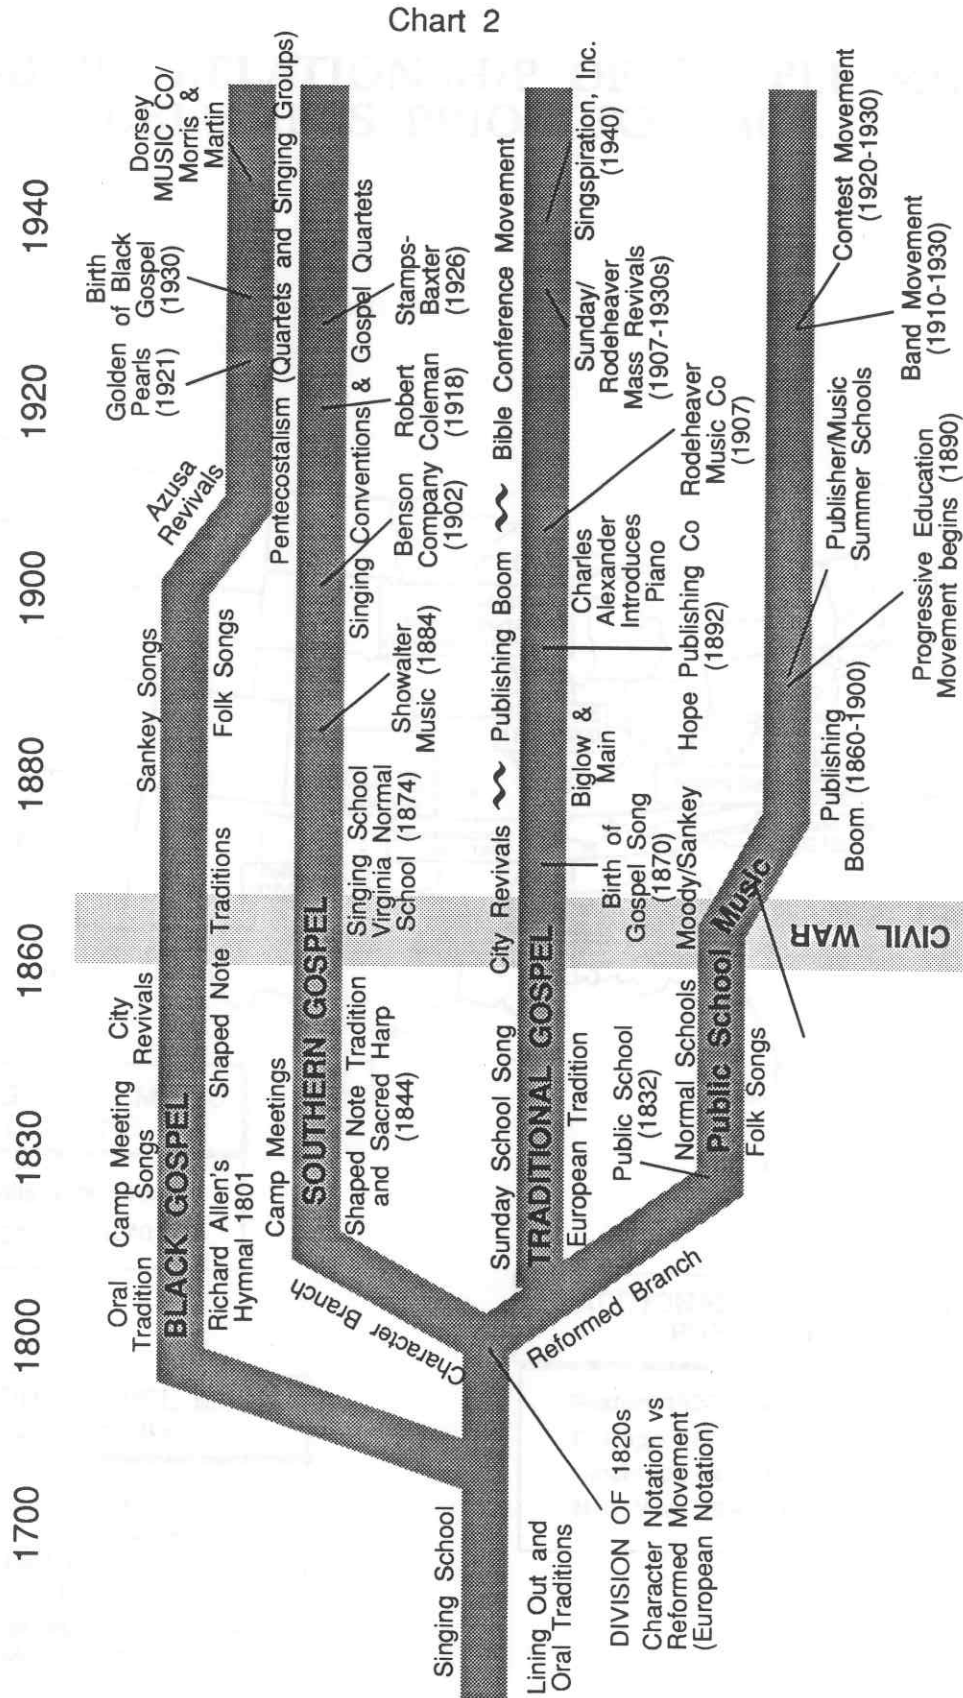 Chart 2
1700
1800
1830
1860
1880
1900
1920
1940
Oral
Tradition
Camp Meeting
Songs
City
Revivals
Sankey Songs
Azusa
Revivals
Golden
Pearls
(1921)
Birth
of Black
Gospel
(1930)
Dorsey
MUSIC CO/
Morris &
Martin
BLACK GOSPEL
Richard Allen's
Hymnal 1801
Shaped Note Traditions
Folk Songs
Pentecostalism (Quartets and Singing Groups)
Camp Meetings
SOUTHERN GOSPEL
Character Branch
Shaped Note Tradition
and Sacred Harp
(1844)
Singing School
Virginia Normal
School (1874)
Showalter
Music (1884)
Singing Conventions & Gospel Quartets
Benson
Company
(1902)
Robert
Coleman
(1918)
Stamps-
Baxter
(1926)
Singing School
Lining Out and
Oral Traditions
DIVISION OF 1820s
Character Notation vs
Reformed Movement
(European Notation)
Sunday School Song
City Revivals
Publishing Boom
Bible Conference Movement
TRADITIONAL GOSPEL
European Tradition
Birth of
Gospel Song
(1870)
Moody/Sankey
Biglow &
Main
Charles
Alexander
Introduces
Piano
Hope Publishing Co
(1892)
Rodeheaver
Music Co
(1907)
Sunday/
Rodeheaver
Mass Revivals
(1907-1930s)
Singspiration, Inc.
(1940)
Reformed Branch
Public School
(1832)
Normal Schools
Public School Music
Folk Songs
CIVIL WAR
Publishing
Boom (1860-1900)
Publisher/Music
Summer Schools
Progressive Education
Movement begins (1890)
Band Movement
(1910-1930)
Contest Movement
(1920-1930)